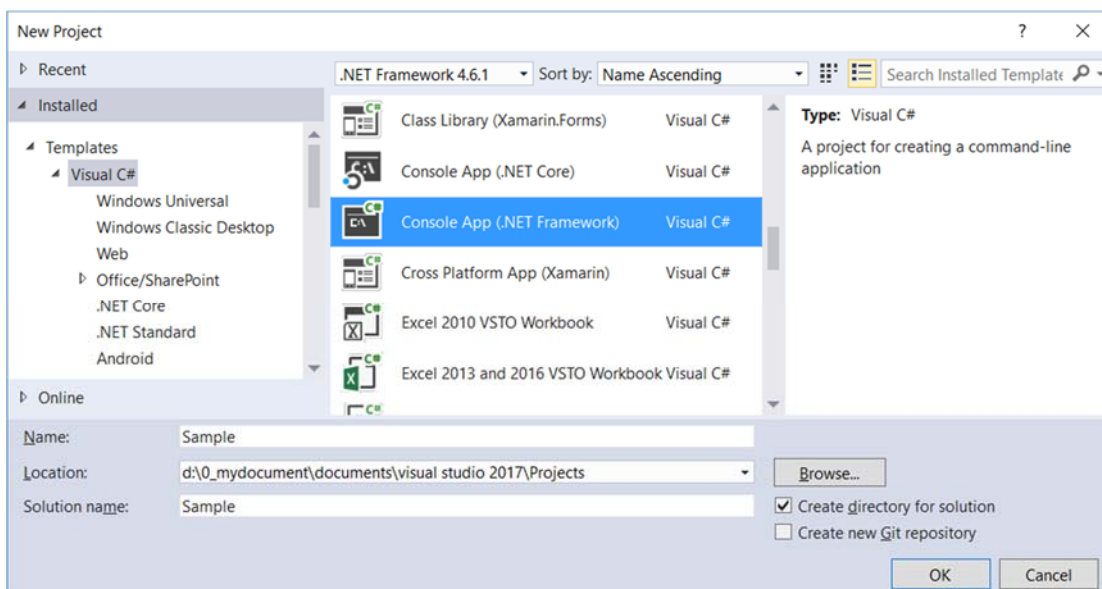 New Project
?
Recent
Installed
Templates
Visual C#
Windows Universal
Windows Classic Desktop
Web
Office/SharePoint
.NET Core
.NET Standard
Android
Online
.NET Framework 4.6.1 Sort by: Name Ascending Search Installed Template
Class Library (Xamarin.Forms) Visual C#
Console App (.NET Core) Visual C#
Console App (.NET Framework) Visual C#
Cross Platform App (Xamarin) Visual C#
Excel 2010 VSTO Workbook Visual C#
Excel 2013 and 2016 VSTO Workbook Visual C#
Type: Visual C#
A project for creating a command-line
application
Name: Sample
Location: d:\0_mydocument\documents\visual studio 2017\Projects Browse...
Solution name: Sample Create directory for solution
Create new Git repository
OK Cancel